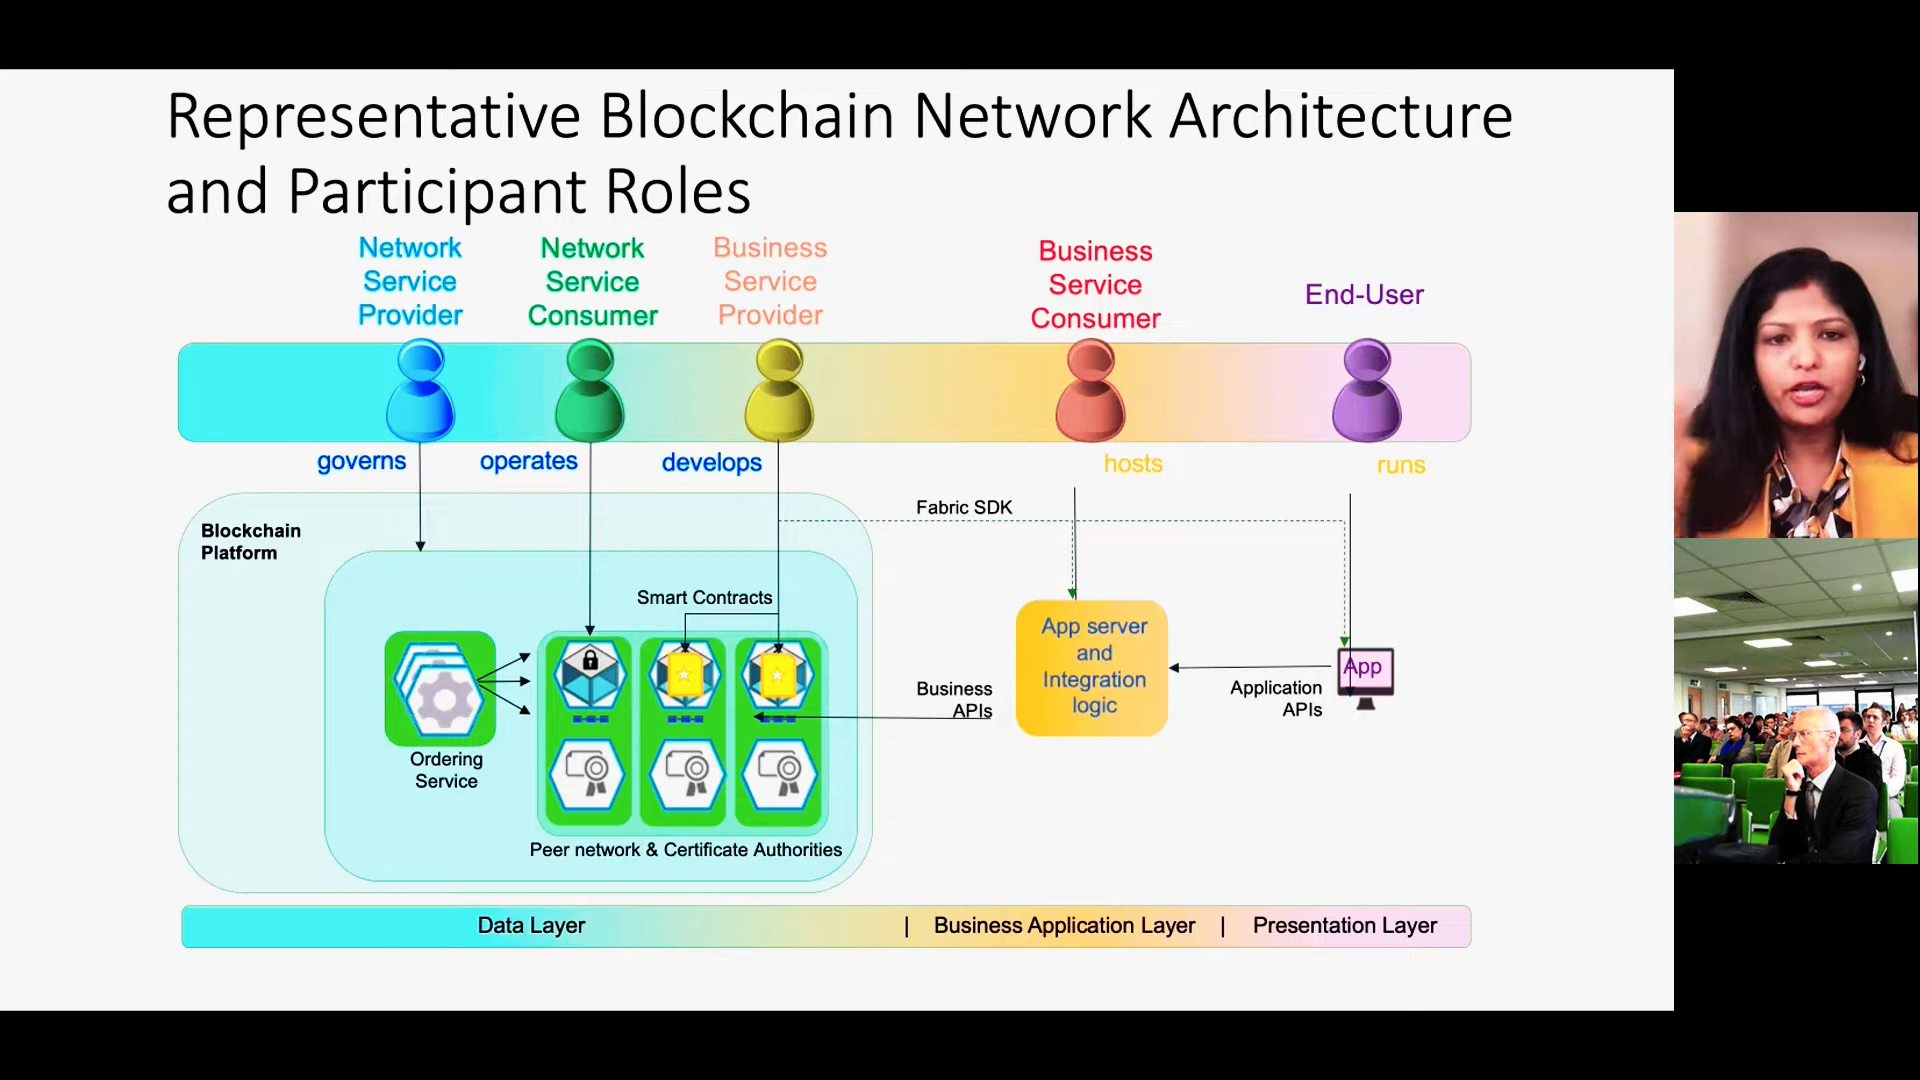 Representative Blockchain Network Architecture
and Participant Roles
Network
Service
Provider
Network
Service
Consumer
Business
Service
Provider
Business
Service
Consumer
End-User
governs
operates
develops
hosts
runs
Blockchain
Platform
Fabric SDK
Smart Contracts
App server
and
Integration
logic
App
Business
APIs
Application
APIs
Ordering
Service
Peer network & Certificate Authorities
Data Layer
|
Business Application Layer
|
Presentation Layer